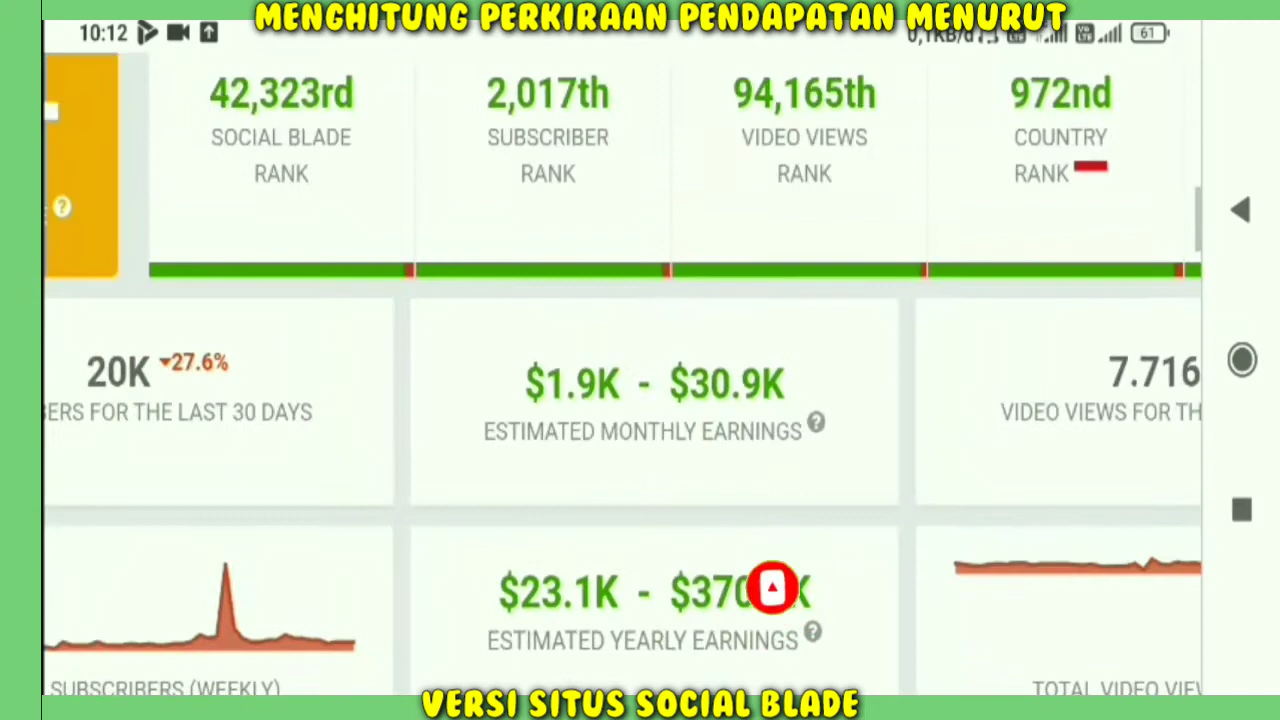 MENGHITUNG PERKIRAAN PENDAPATAN MENURUT
10:12
61
42,323rd
SOCIAL BLADE
RANK
2,017th
SUBSCRIBER
RANK
94,165th
VIDEO VIEWS
RANK
972nd
COUNTRY
RANK
20K 27.6%
BERS FOR THE LAST 30 DAYS
$1.9K - $30.9K
ESTIMATED MONTHLY EARNINGS
7.716
VIDEO VIEWS FOR TH
$23.1K - $370 K
ESTIMATED YEARLY EARNINGS
SUBSCRIBERS (WEEKLY)
TOTAL VIDEO VIEW
VERSI SITUS SOCIAL BLADE